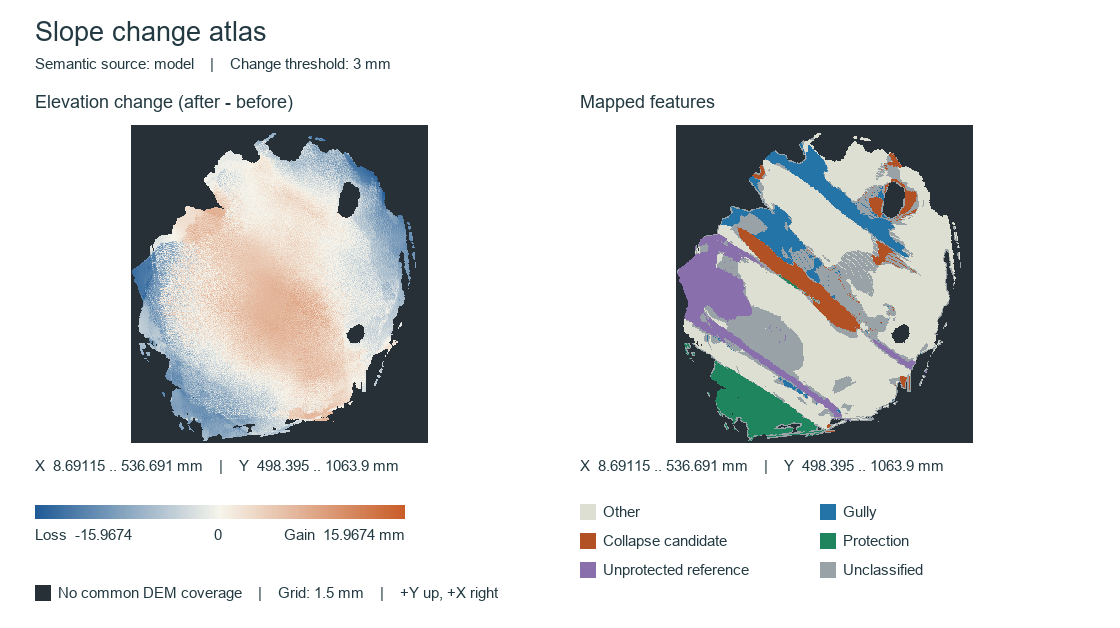 Slope change atlas
Semantic source: model | Change threshold: 3 mm
Elevation change (after - before)
Mapped features
X 8.69115 .. 536.691 mm | Y 498.395 .. 1063.9 mm
X 8.69115 .. 536.691 mm | Y 498.395 .. 1063.9 mm
Loss -15.9674 0 Gain 15.9674 mm
Other
Gully
Collapse candidate
Protection
Unprotected reference
Unclassified
No common DEM coverage | Grid: 1.5 mm | +Y up, +X right